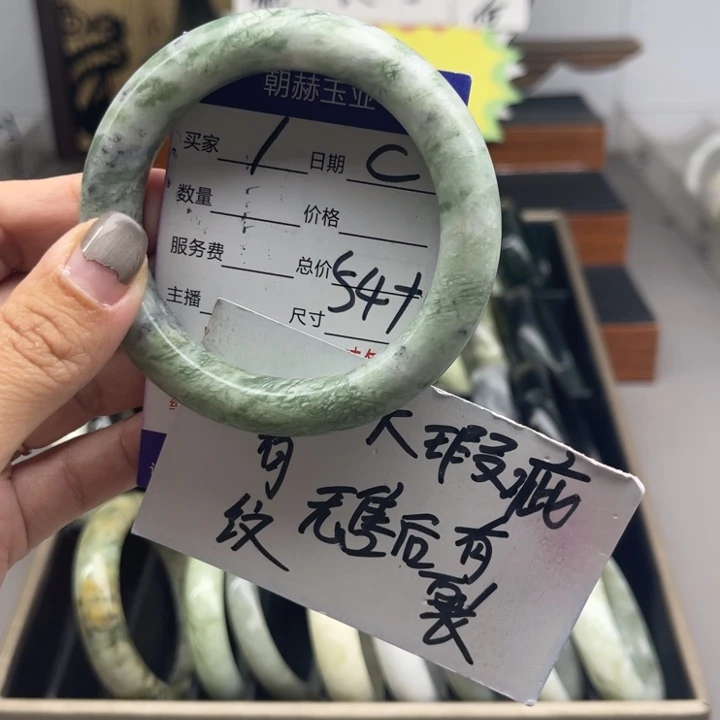 朝赫玉业
买家 1 日期 C
数量 价格
服务费 总价 547
主播 尺寸
大瑕疵
有 无售后有
纹 裂